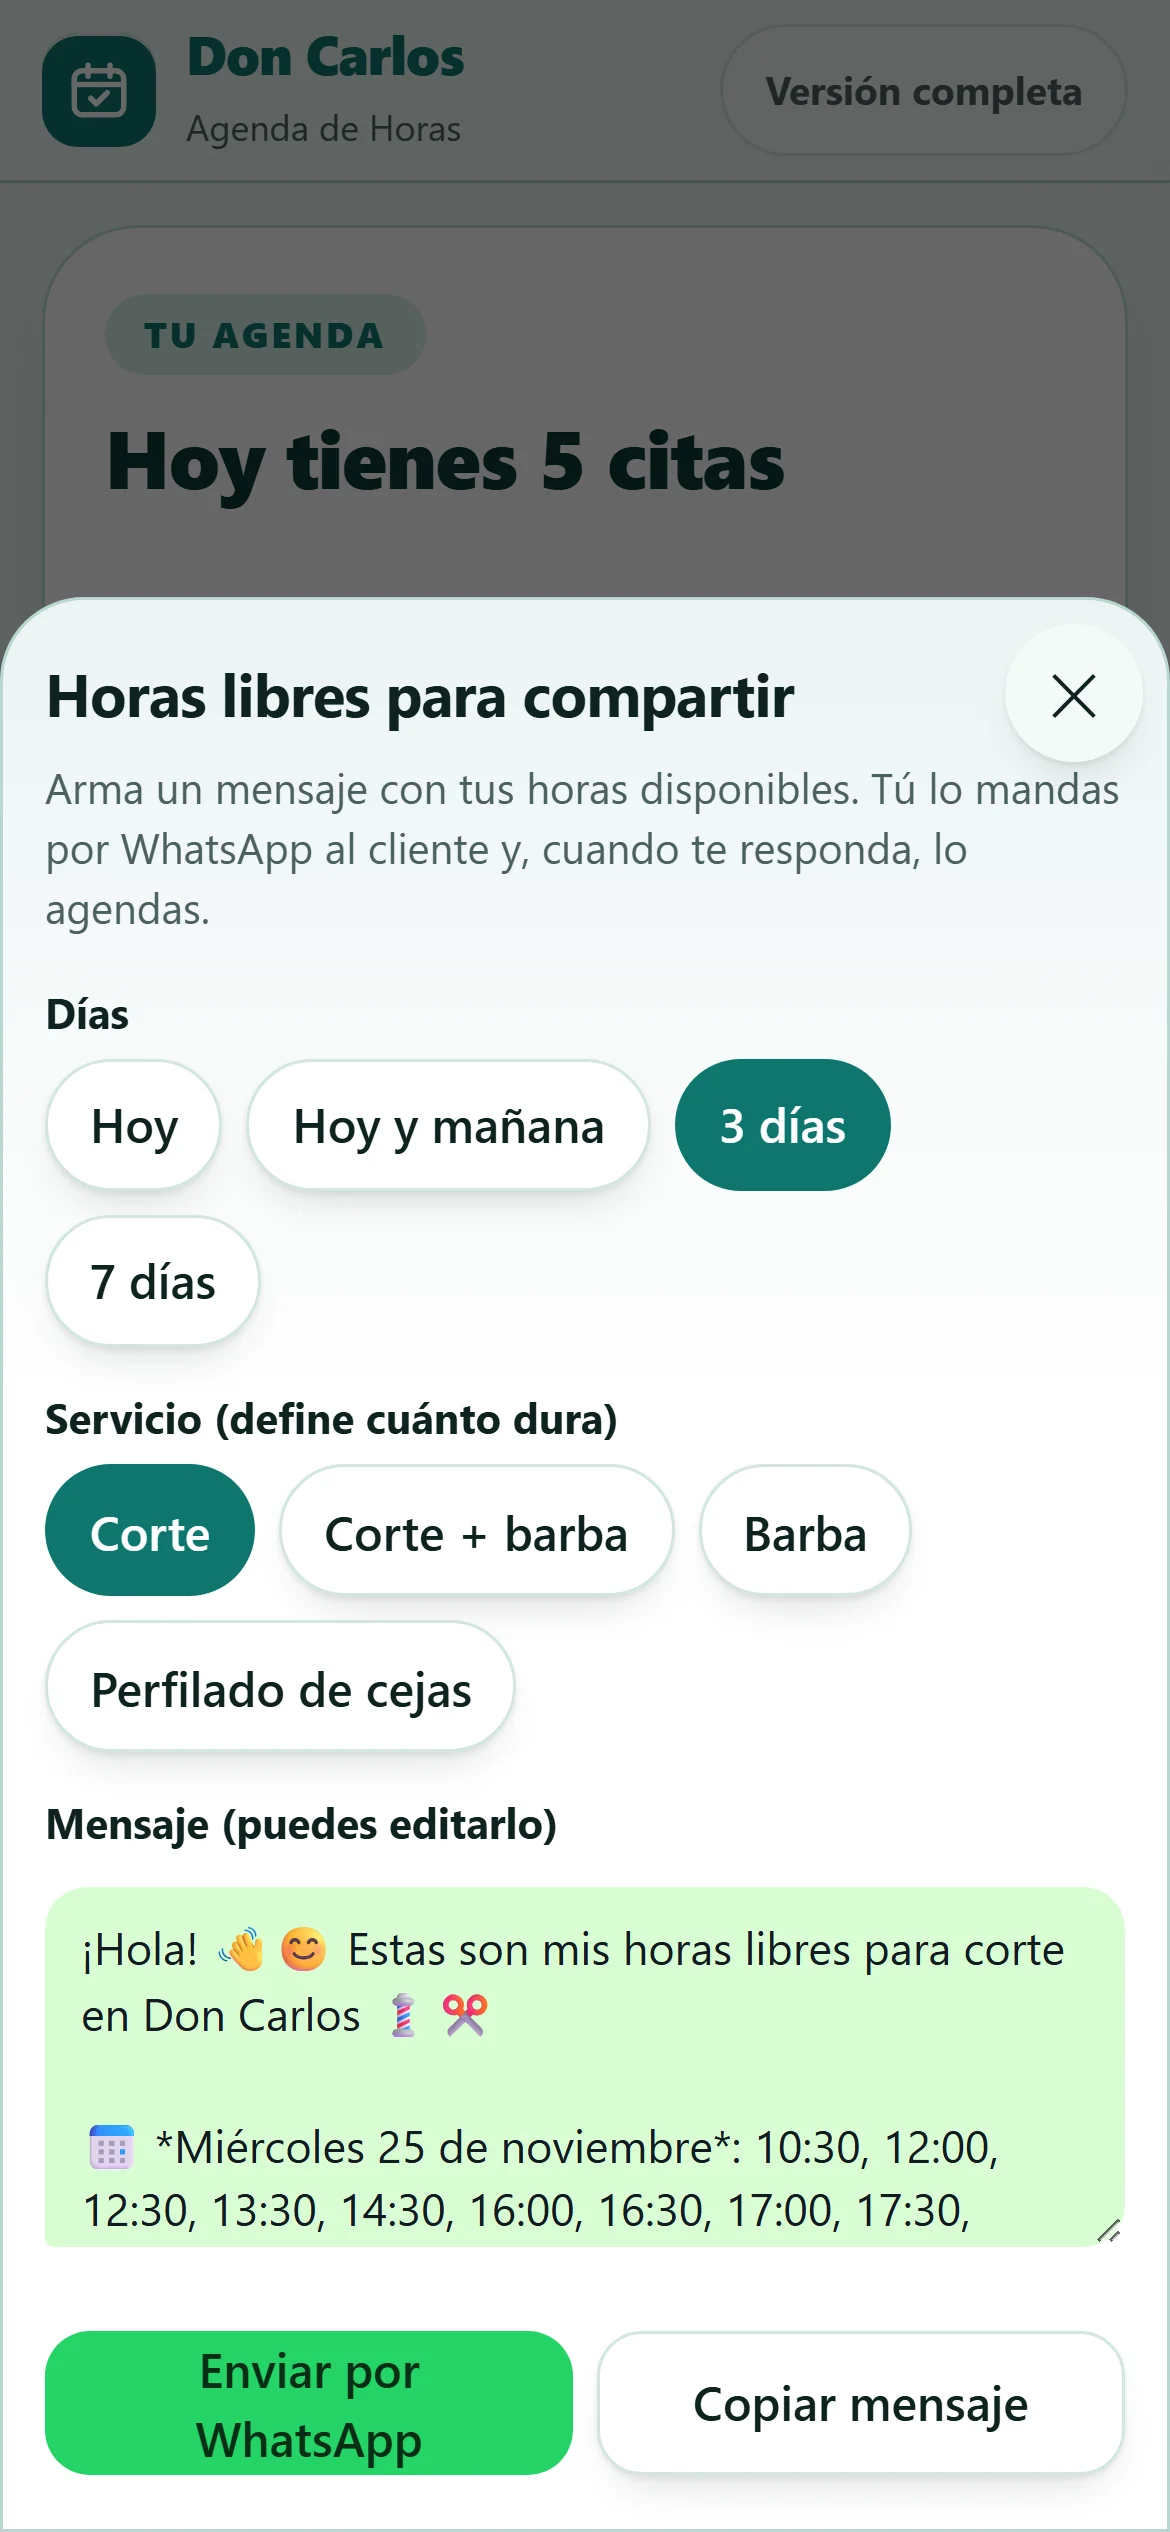 Don Carlos
Agenda de Horas
Versión completa
TU AGENDA
Hoy tienes 5 citas
Horas libres para compartir
Arma un mensaje con tus horas disponibles. Tú lo mandas
por WhatsApp al cliente y, cuando te responda, lo
agendas.
Días
Hoy
Hoy y mañana
3 días
7 días
Servicio (define cuánto dura)
Corte
Corte + barba
Barba
Perfilado de cejas
Mensaje (puedes editarlo)
¡Hola! 👋 😊 Estas son mis horas libres para corte
en Don Carlos 💈 ✂️
🗓️ *Miércoles 25 de noviembre*: 10:30, 12:00,
12:30, 13:30, 14:30, 16:00, 16:30, 17:00, 17:30,
Enviar por
WhatsApp
Copiar mensaje